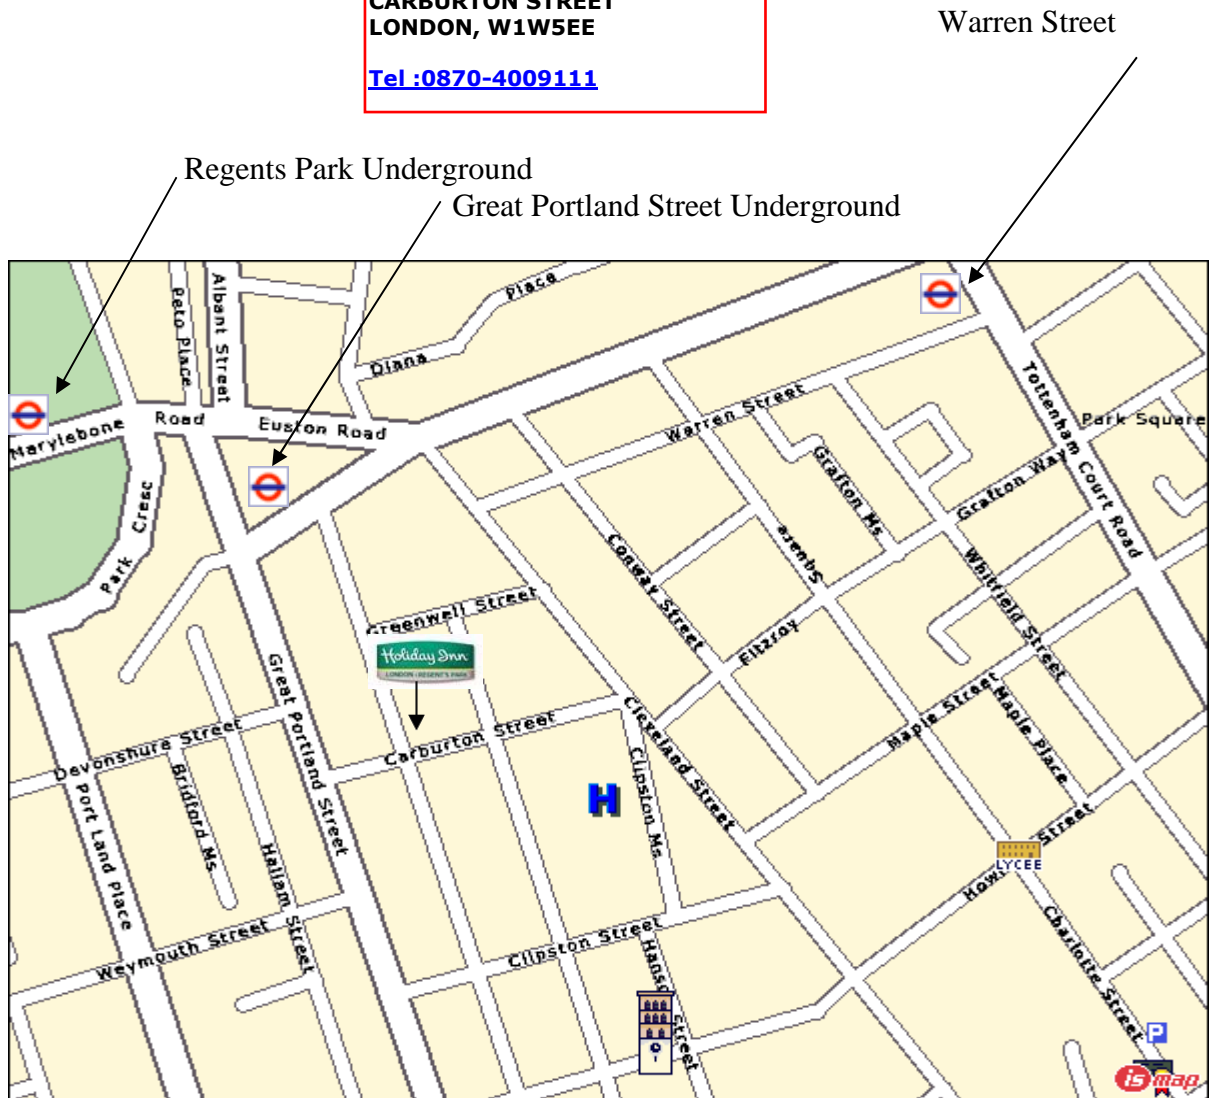 CARBURTON STREET
LONDON, W1W5EE
Tel :0870-4009111
Warren Street
Regents Park Underground
Great Portland Street Underground
Place
Diana
Albant Street
Peto Place
Marylebone
Road
Euston Road
Warren Street
Tottenham Court Road
Park Square
Grafton Ms
Grafton Way
Park Cresc
Conway Street
Square
Fitzroy
Whitfield Street
Greenwell Street
Holiday Inn
LONDON - REGENT'S PARK
Great Portland Street
Devonshure Street
Carburton Street
Cleveland Street
Clipston Ms
Maple Street
Maple Place
Bridford Ms
Port Land Place
Hallam Street
H
Street
LYCEE
How
Weymouth Street
Clipston Street
Hanso
Street
Charlotte Street
P
is map